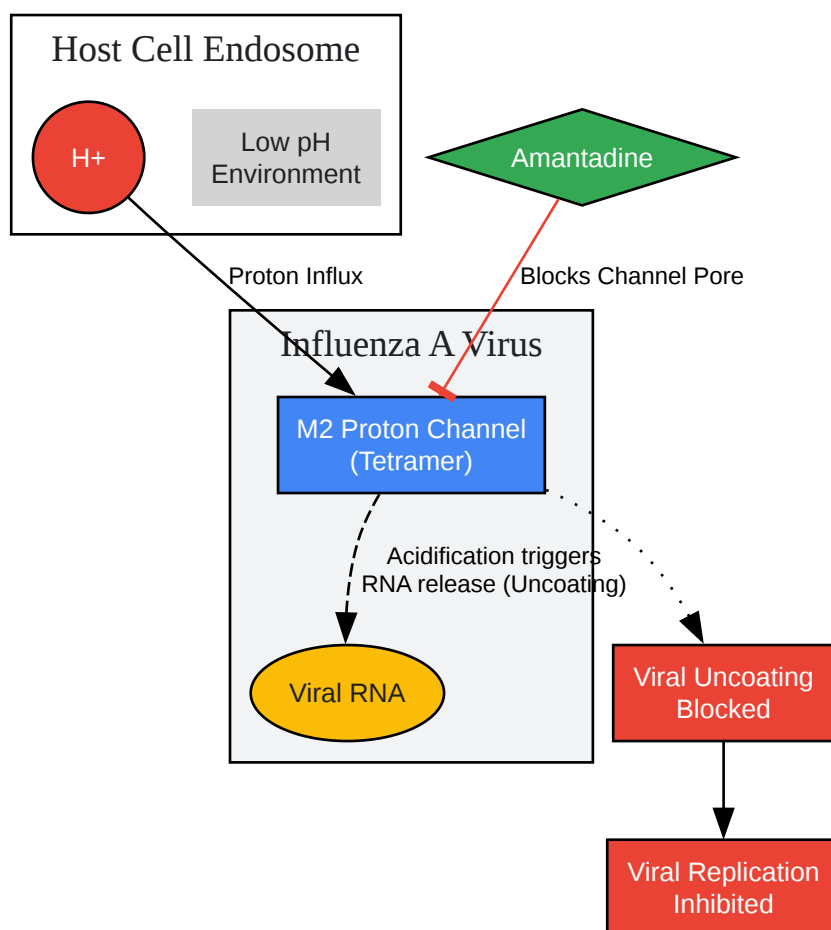 Host Cell Endosome
H+
Low pH
Environment
Amantadine
Proton Influx
Blocks Channel Pore
Influenza A Virus
M2 Proton Channel
(Tetramer)
Acidification triggers
RNA release (Uncoating)
Viral RNA
Viral Uncoating
Blocked
Viral Replication
Inhibited